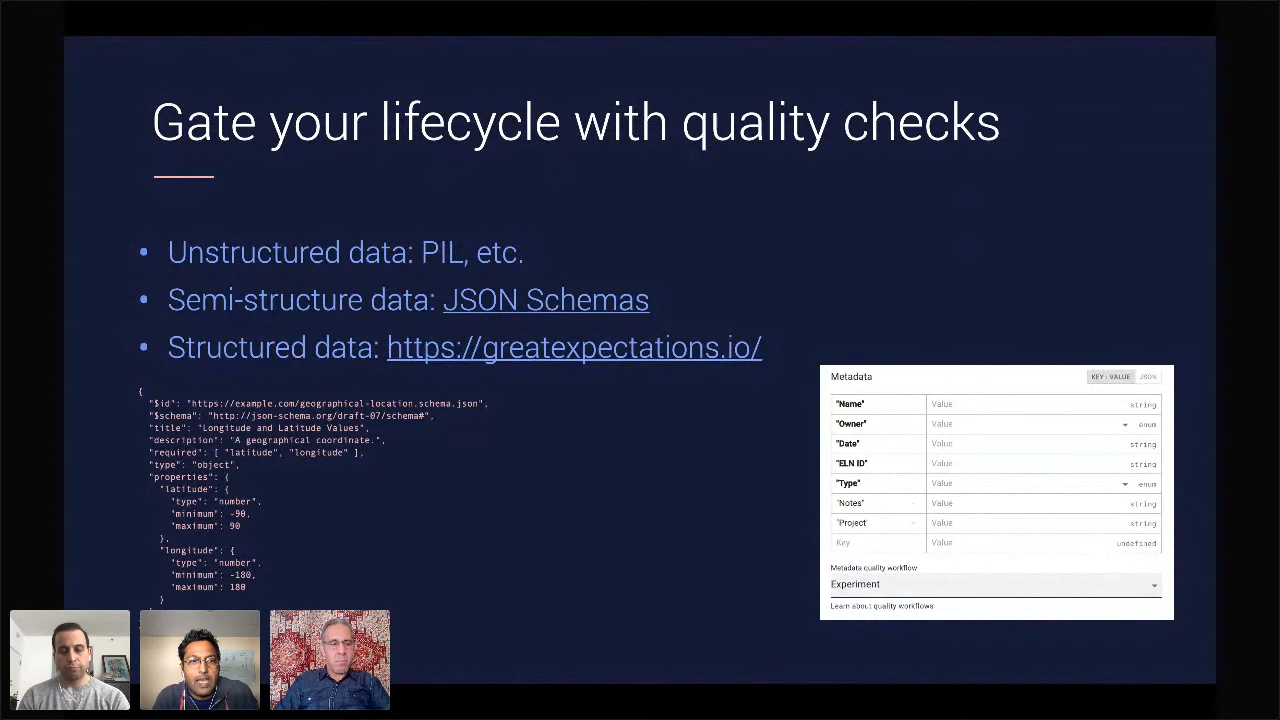 Gate your lifecycle with quality checks
• Unstructured data: PIL, etc.
• Semi-structure data: JSON Schemas
• Structured data: https://greatexpectations.io/
{
"$id": "https://example.com/geographical-location.schema.json",
"$schema": "http://json-schema.org/draft-07/schema#",
"title": "Longitude and Latitude Values",
"description": "A geographical coordinate.",
"required": [ "latitude", "longitude" ],
"type": "object",
"properties": {
"latitude": {
"type": "number",
"minimum": -90,
"maximum": 90
},
"longitude": {
"type": "number",
"minimum": -180,
"maximum": 180
}
Metadata KEY : VALUE JSON
"Name" Value string
"Owner" Value enum
"Date" Value string
"ELN ID" Value string
"Type" Value enum
"Notes" Value string
"Project" Value string
Key Value undefined
Metadata quality workflow
Experiment
Learn about quality workflows